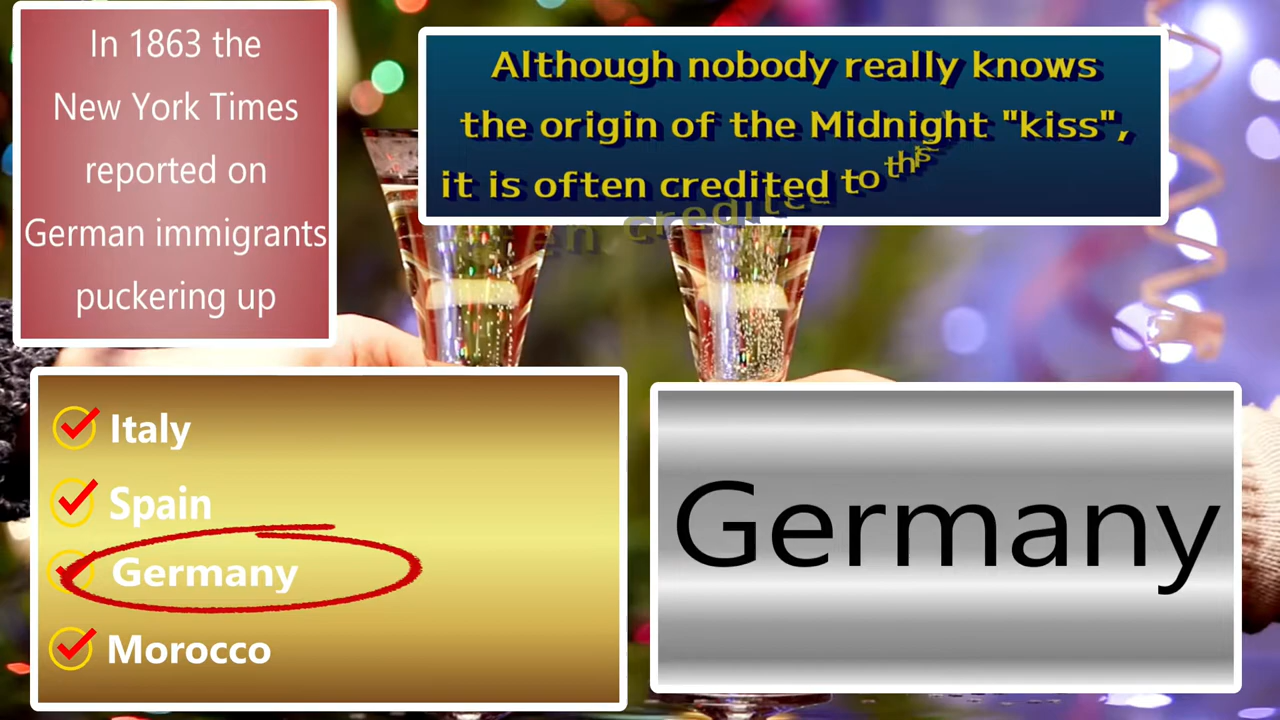 In 1863 the
New York Times
reported on
German immigrants
puckering up
Although nobody really knows
the origin of the Midnight "kiss",
it is often credited to this
Italy
Spain
Germany
Morocco
Germany